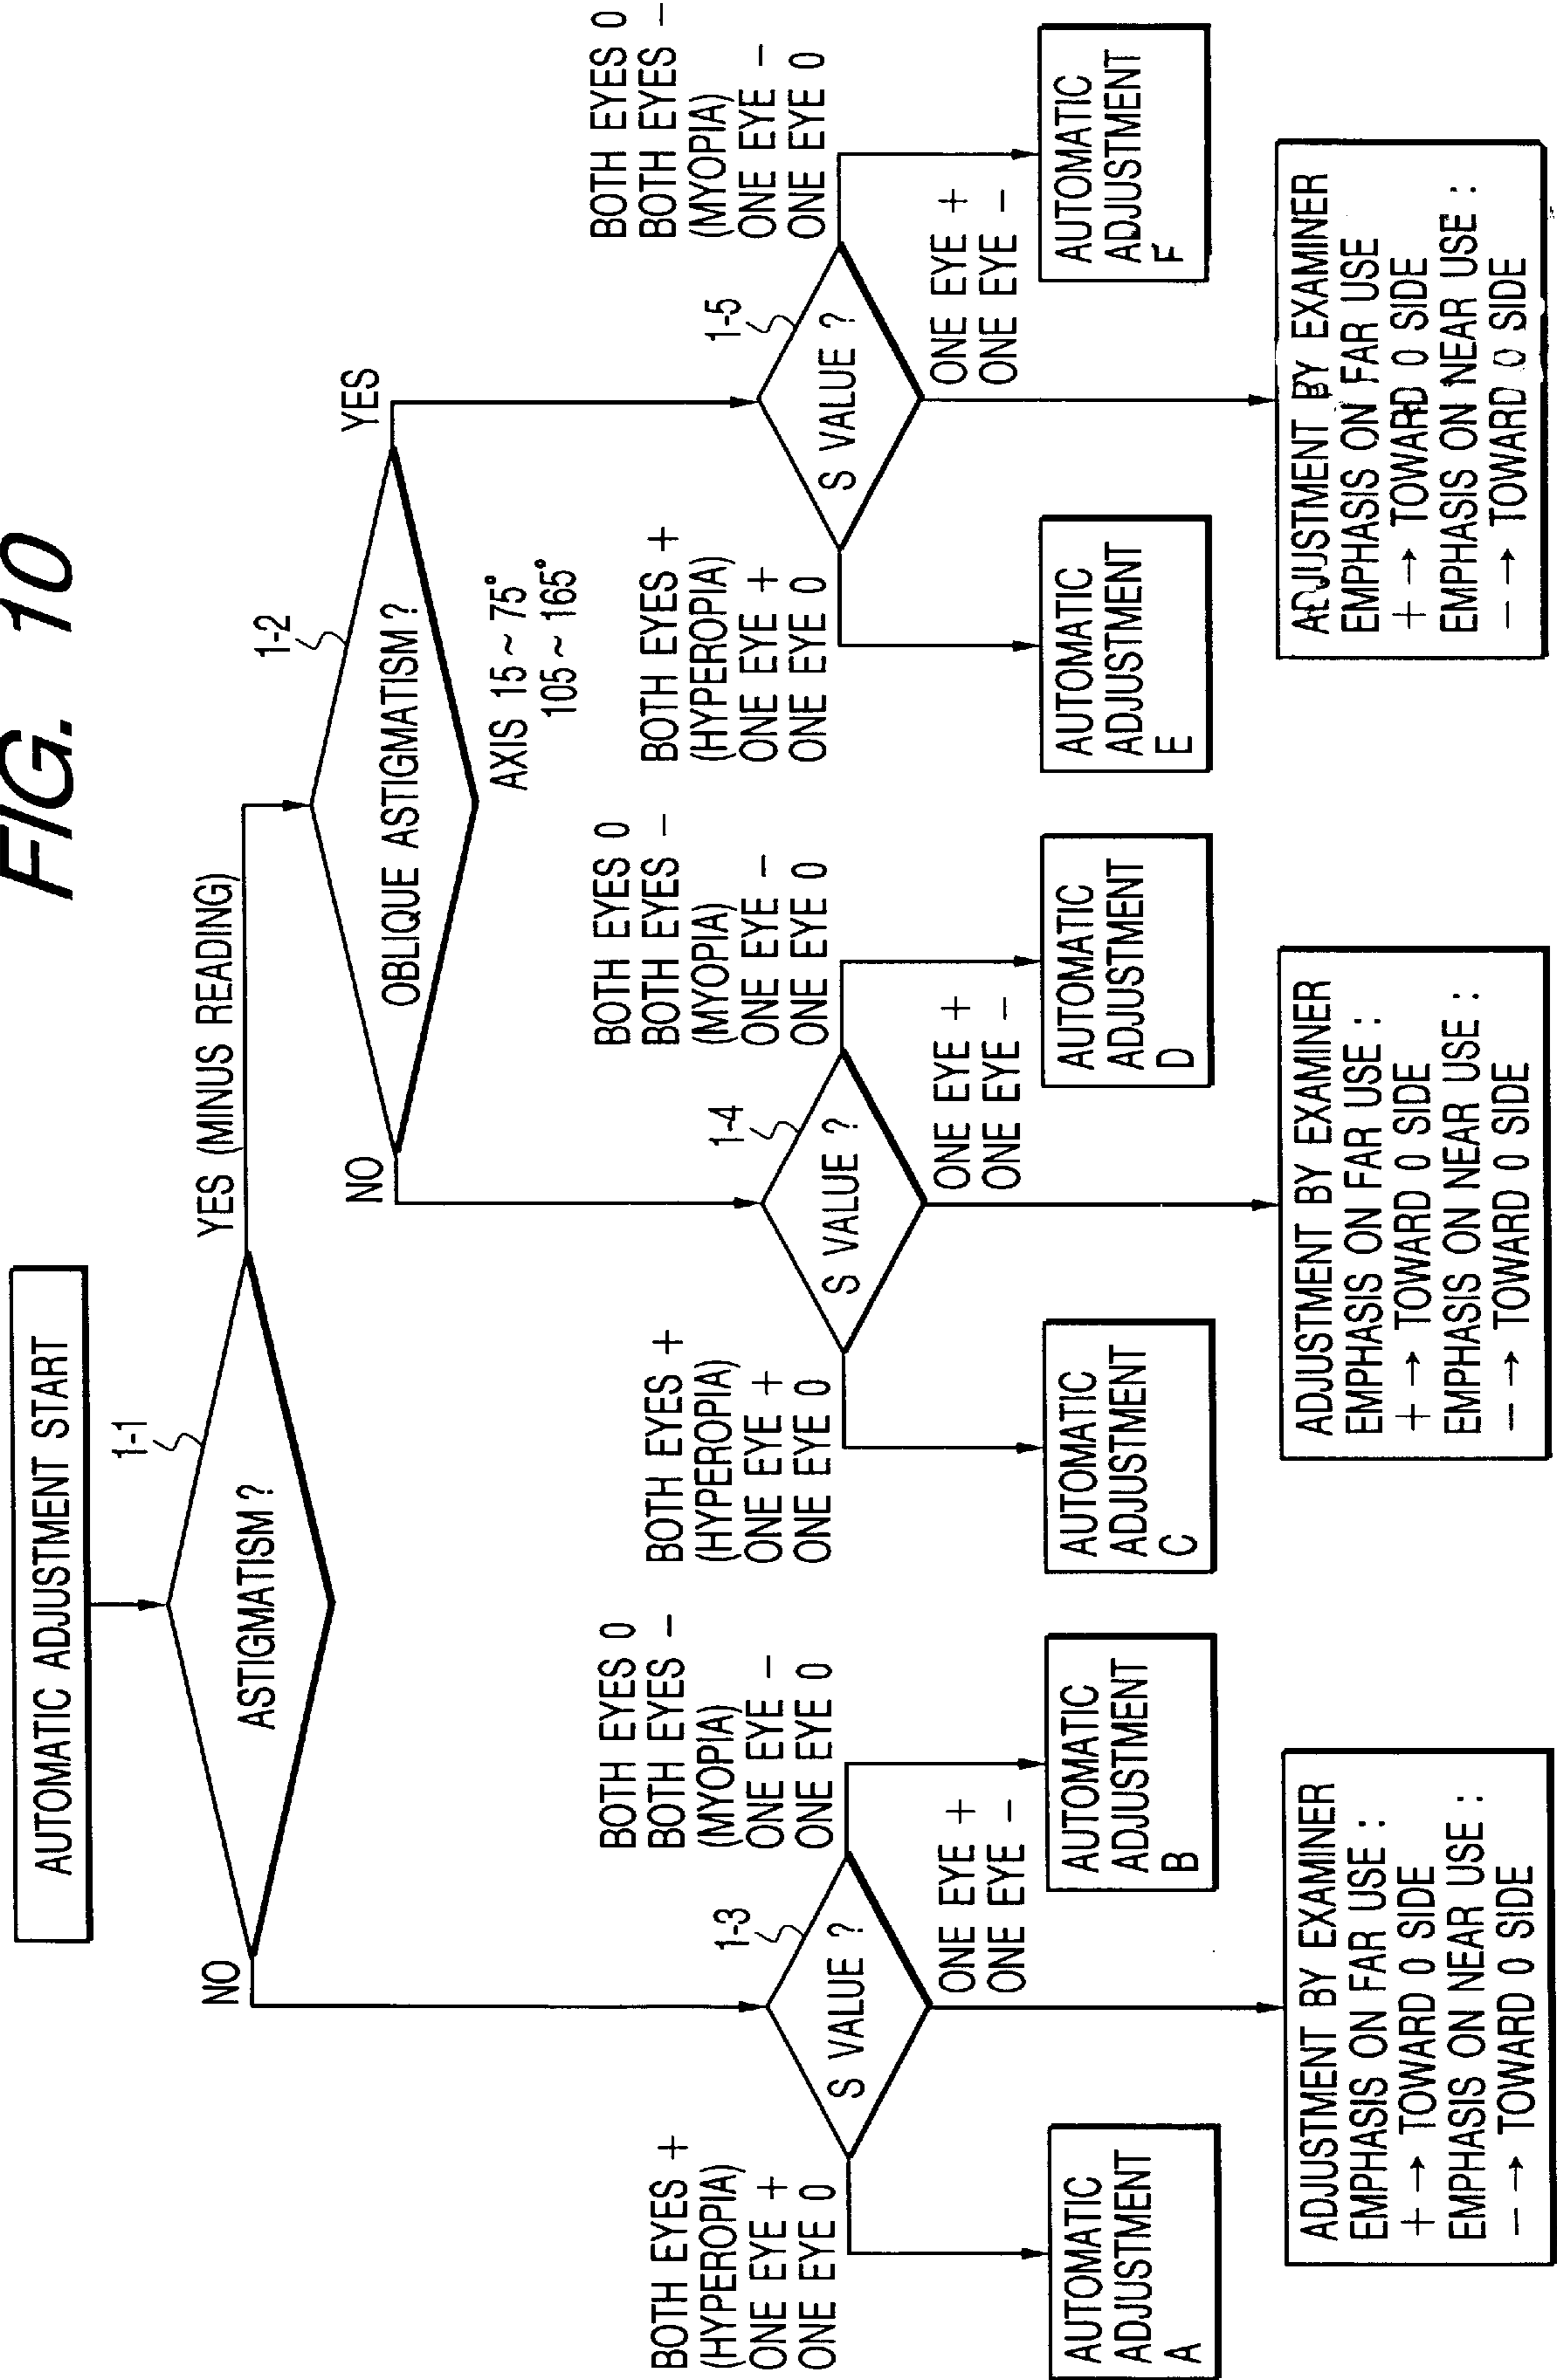 FIG. 10
AUTOMATIC ADJUSTMENT START
1-1
ASTIGMATISM ?
NO
YES (MINUS READING)
1-2
OBLIQUE ASTIGMATISM ?
NO
YES
AXIS 15 ~ 75°
105 ~ 165°
BOTH EYES +
(HYPEROPIA)
ONE EYE +
ONE EYE 0
1-3
S VALUE ?
BOTH EYES 0
BOTH EYES −
(MYOPIA)
ONE EYE −
ONE EYE 0
ONE EYE +
ONE EYE −
AUTOMATIC
ADJUSTMENT
A
AUTOMATIC
ADJUSTMENT
B
ADJUSTMENT BY EXAMINER
EMPHASIS ON FAR USE :
+ → TOWARD 0 SIDE
EMPHASIS ON NEAR USE :
− → TOWARD 0 SIDE
BOTH EYES +
(HYPEROPIA)
ONE EYE +
ONE EYE 0
1-4
S VALUE ?
BOTH EYES 0
BOTH EYES −
(MYOPIA)
ONE EYE −
ONE EYE 0
ONE EYE +
ONE EYE −
AUTOMATIC
ADJUSTMENT
C
AUTOMATIC
ADJUSTMENT
D
ADJUSTMENT BY EXAMINER
EMPHASIS ON FAR USE :
+ → TOWARD 0 SIDE
EMPHASIS ON NEAR USE :
− → TOWARD 0 SIDE
BOTH EYES +
(HYPEROPIA)
ONE EYE +
ONE EYE 0
1-5
S VALUE ?
BOTH EYES 0
BOTH EYES −
(MYOPIA)
ONE EYE −
ONE EYE 0
ONE EYE +
ONE EYE −
AUTOMATIC
ADJUSTMENT
E
AUTOMATIC
ADJUSTMENT
F
ADJUSTMENT BY EXAMINER
EMPHASIS ON FAR USE
+ → TOWARD 0 SIDE
EMPHASIS ON NEAR USE :
− → TOWARD 0 SIDE